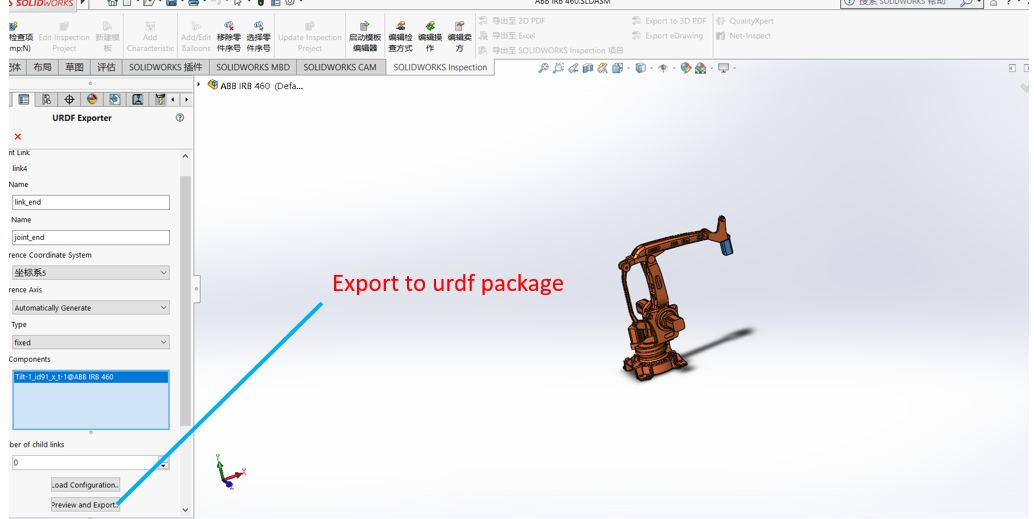 SOLIDWORKS
ABB IRB 460.SLDASM
搜索 SOLIDWORKS 帮助
检查项
mp;N)
Edit Inspection
Project
新建模
板
Add
Characteristic
Add/Edit
Balloons
移除零
件序号
选择零
件序号
Update Inspection
Project
启动模板
编辑器
编辑检
查方式
编辑操
作
编辑卖
方
导出至 2D PDF
导出至 Excel
导出至 SOLIDWORKS Inspection 项目
Export to 3D PDF
Export eDrawing
QualityXpert
Net-Inspect
布局
草图
评估
SOLIDWORKS 插件
SOLIDWORKS MBD
SOLIDWORKS CAM
SOLIDWORKS Inspection
ABB IRB 460 (Defa...
URDF Exporter
nt Link
link4
Name
link_end
Name
joint_end
rence Coordinate System
坐标系5
rence Axis
Automatically Generate
Type
fixed
Components
Tilt-1_id91_x_t-1@ABB IRB 460
ber of child links
0
Load Configuration..
Preview and Export..
Export to urdf package
Y
X
Z